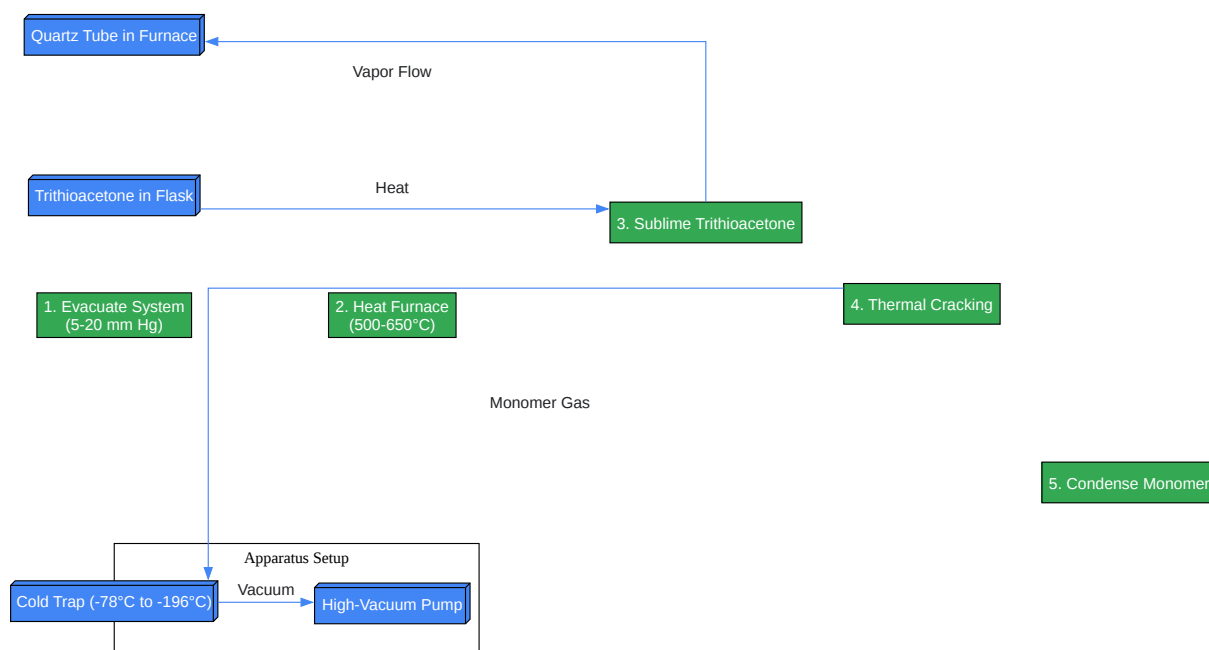 Quartz Tube in Furnace
Vapor Flow
Heat
Trithioacetone in Flask
3. Sublime Trithioacetone
1. Evacuate System
(5-20 mm Hg)
2. Heat Furnace
(500-650°C)
4. Thermal Cracking
Monomer Gas
5. Condense Monomer
Apparatus Setup
Cold Trap (-78°C to -196°C)
Vacuum
High-Vacuum Pump